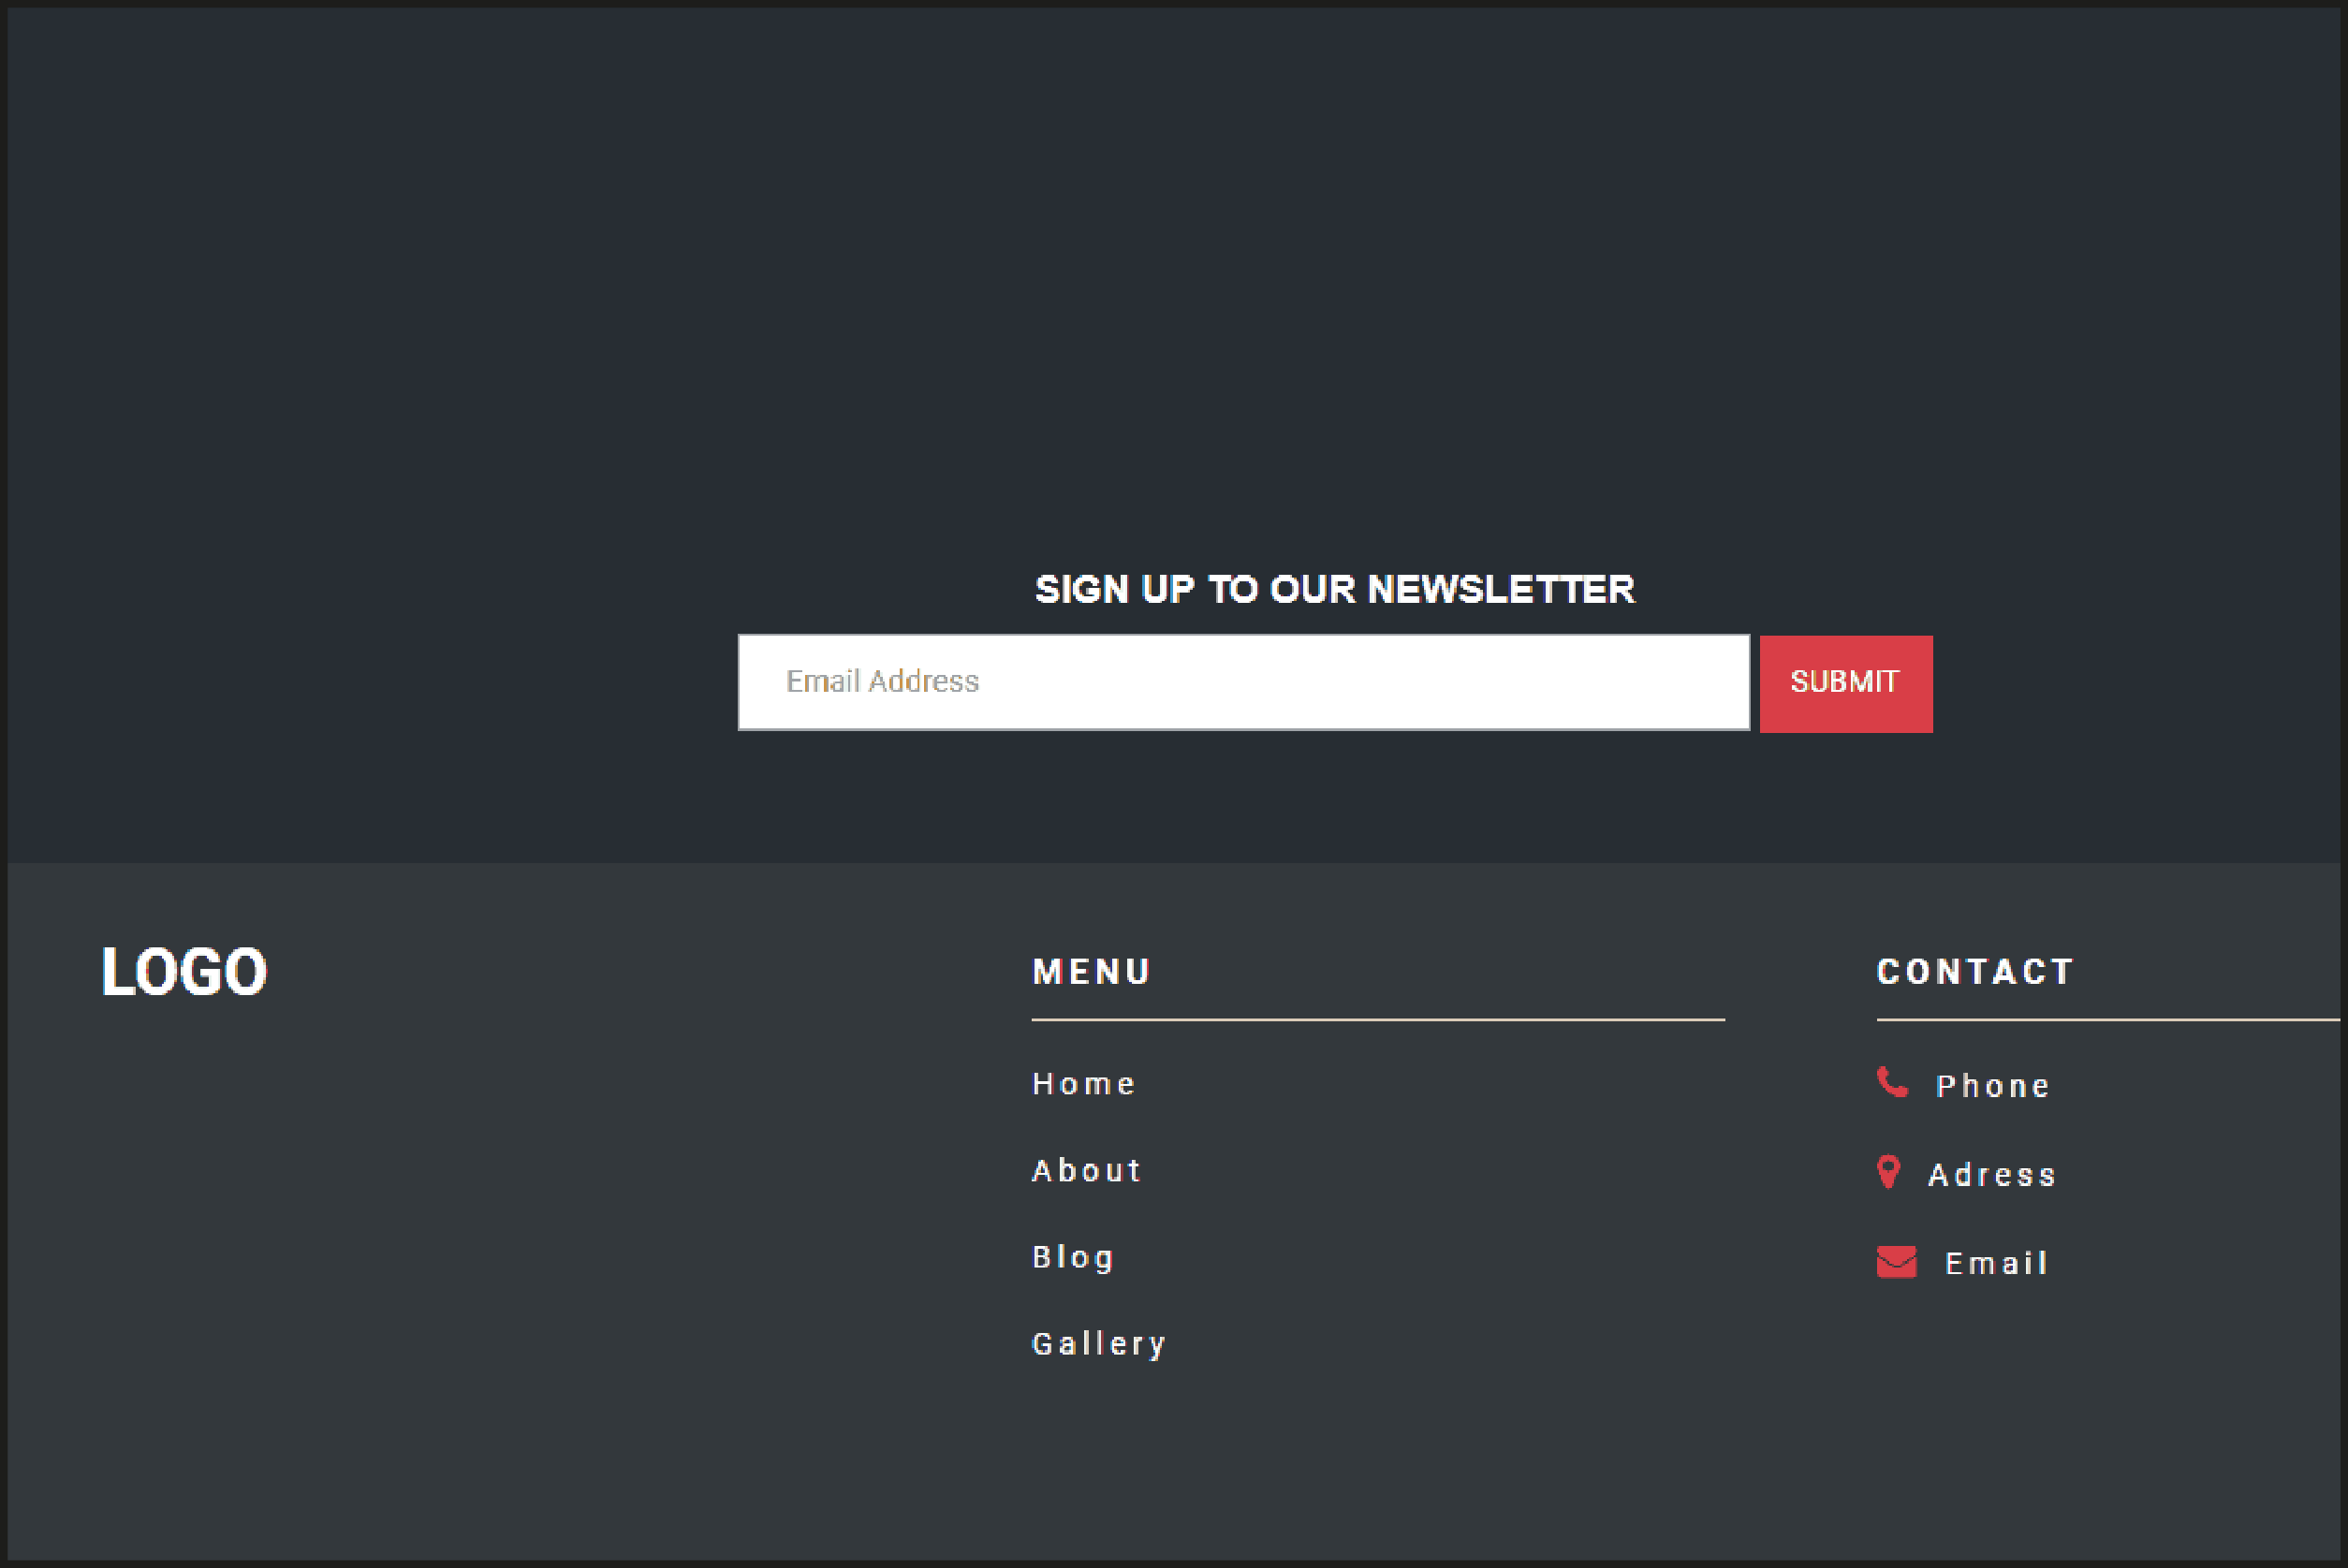 SIGN UP TO OUR NEWSLETTER
Email Address
SUBMIT
LOGO
MENU
Home
About
Blog
Gallery
CONTACT
Phone
Adress
Email